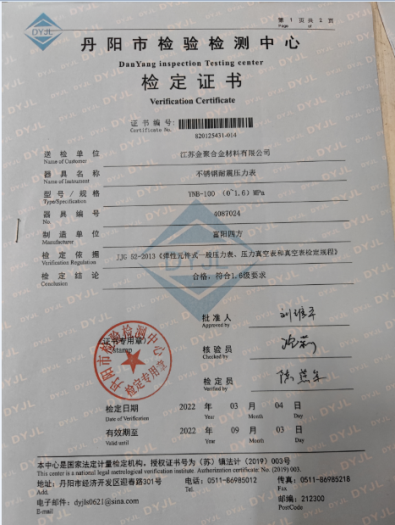 DYJL
第 1 页 共 2 页
Page of
丹阳市检验检测中心
DanYang inspection Testing center
检定证书
Verification Certificate
证书编号:
Certificate No.
020125431-014
送检单位 江苏金聚合金材料有限公司
Name of Customer
器具名称 不锈钢耐震压力表
Name of Instrument
型号/规格 YNB-100 (0~1.6) MPa
Type/Specification
器具编号 4087024
No.
制造单位 富阳四方
Manufacturer
检定依据 JJG 52-2013《弹性元件式一般压力表、压力真空表和真空表检定规程》
Verification Regulation
检定结论 合格,符合1.6级要求
Conclusion
批准人
Approved by
(证书专用章)
Stamp
核验员
Checked by
丹阳市检验检测中心
检定专用章
检定员
Verified by
检定日期 2022 年 03 月 04 日
Date of Verification Year Month Day
有效期至 2022 年 09 月 03 日
Valid until Year Month Day
本中心是国家法定计量检定机构,授权证书号为(苏)镇法计(2019)003号
This center is national legal metrological verification institute Authorization certificate No.(2019) 003.
地址:丹阳市经济开发区迎春路301号 电话:0511-86985012 传真:0511-86985218
Add. Tel. Fax
电子邮件:dyjls0621@sina.com 邮编:212300
E-mail PostCode